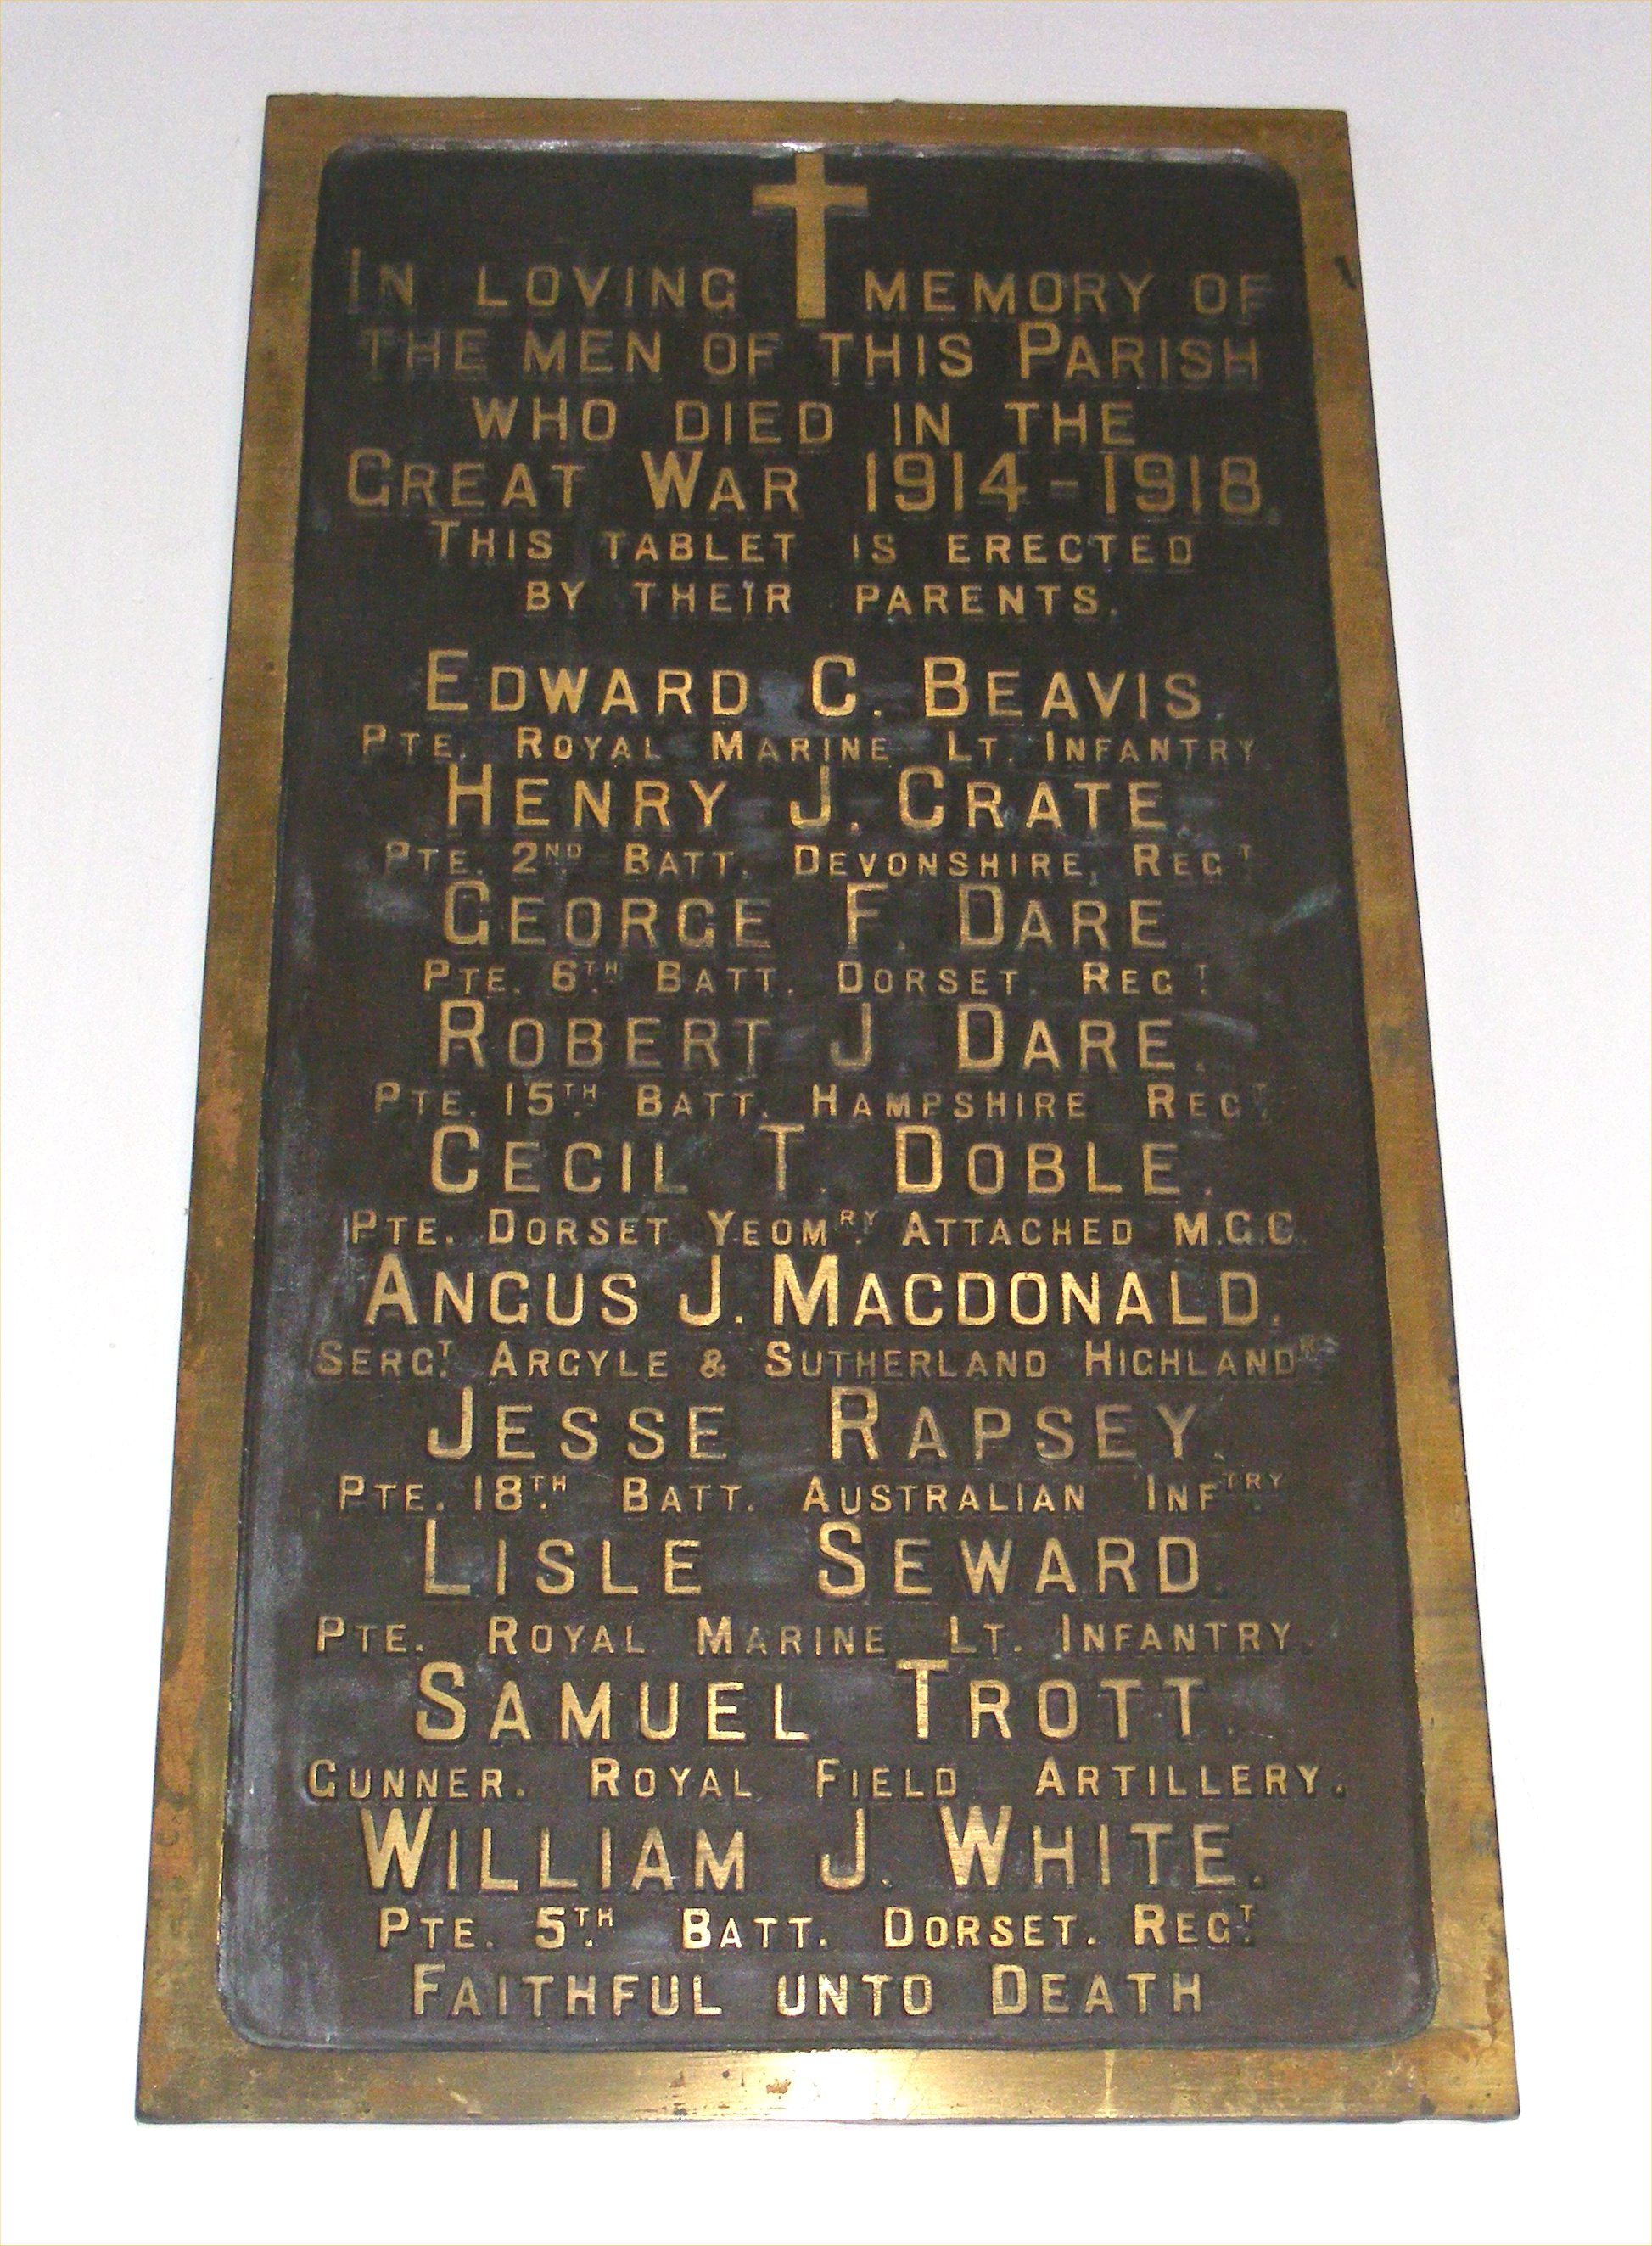 IN LOVING MEMORY OF
THE MEN OF THIS PARISH
WHO DIED IN THE
GREAT WAR 1914-1918.
THIS TABLET IS ERECTED
BY THEIR PARENTS.
EDWARD C. BEAVIS.
PTE. ROYAL MARINE LT. INFANTRY.
HENRY J. CRATE.
PTE. 2ND BATT. DEVONSHIRE, REGT
GEORGE F. DARE.
PTE. 6TH BATT. DORSET. REGT
ROBERT J DARE.
PTE. 15TH BATT. HAMPSHIRE REGT
CECIL T. DOBLE.
PTE. DORSET YEOMRY ATTACHED M.G.C.
ANGUS J. MACDONALD.
SERGT ARGYLE & SUTHERLAND HIGHLANDRS
JESSE RAPSEY.
PTE. 18TH BATT. AUSTRALIAN INFTRY
LISLE SEWARD.
PTE. ROYAL MARINE LT. INFANTRY.
SAMUEL TROTT.
GUNNER. ROYAL FIELD ARTILLERY.
WILLIAM J. WHITE.
PTE. 5TH BATT. DORSET. REGT
FAITHFUL UNTO DEATH